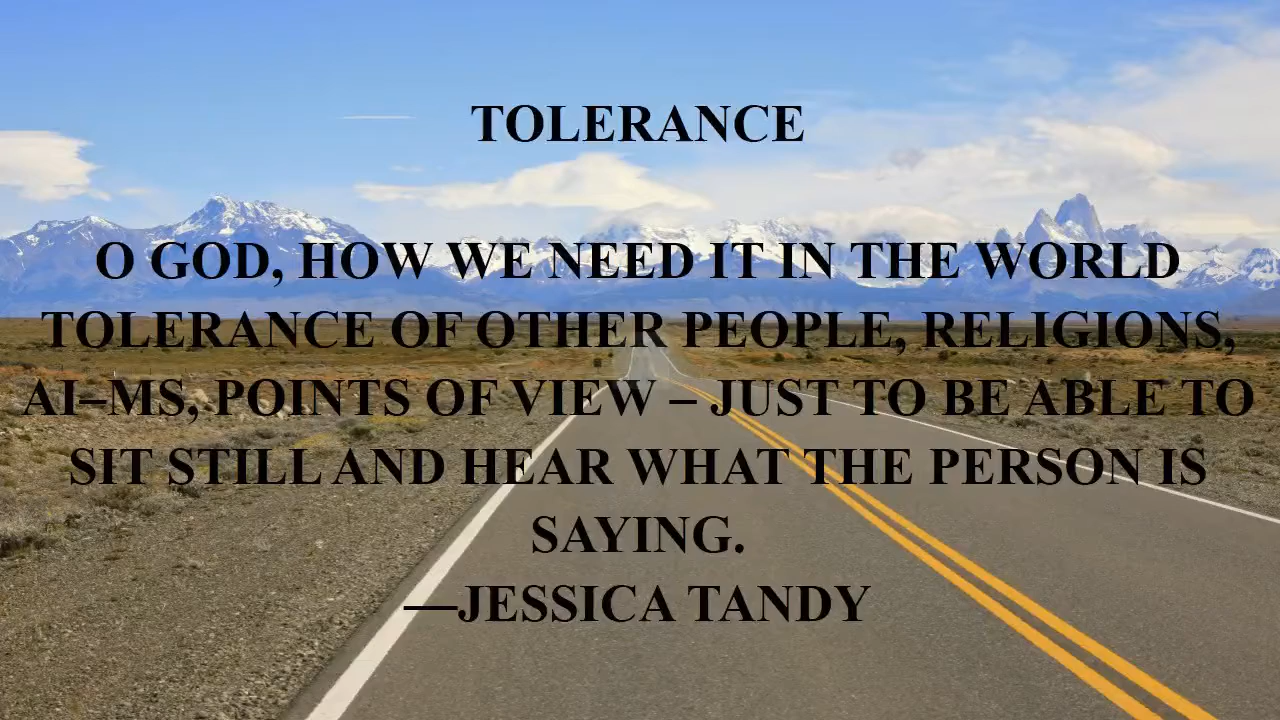 TOLERANCE
O GOD, HOW WE NEED IT IN THE WORLD
TOLERANCE OF OTHER PEOPLE, RELIGIONS,
AI–MS, POINTS OF VIEW – JUST TO BE ABLE TO
SIT STILL AND HEAR WHAT THE PERSON IS
SAYING.
—JESSICA TANDY